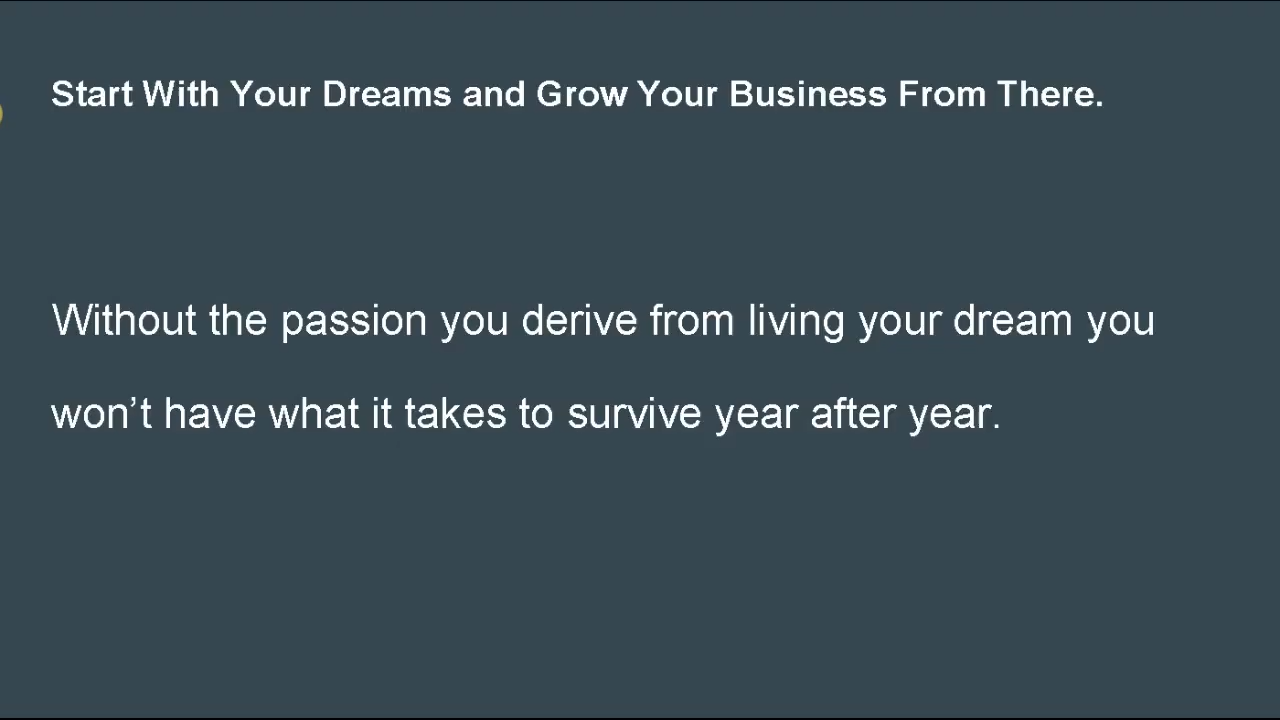 Start With Your Dreams and Grow Your Business From There.
Without the passion you derive from living your dream you
won’t have what it takes to survive year after year.